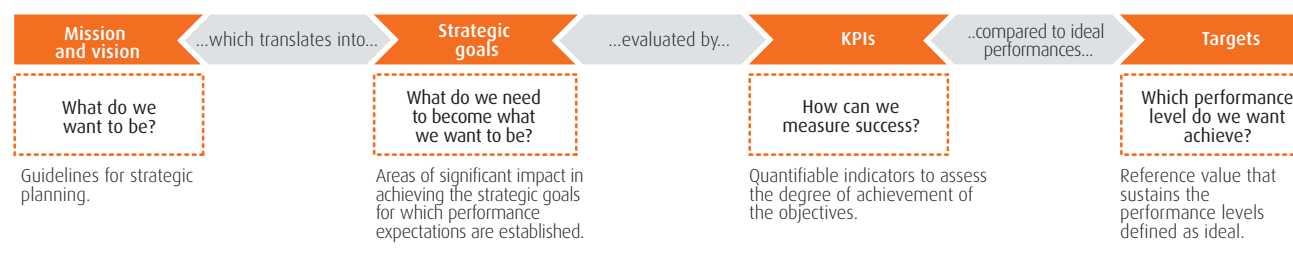 Mission
and vision
...which translates into...
Strategic
goals
...evaluated by...
KPIs
..compared to ideal
performances...
Targets
What do we
want to be?
What do we need
to become what
we want to be?
How can we
measure success?
Which performance
level do we want
achieve?
Guidelines for strategic
planning.
Areas of significant impact in
achieving the strategic goals
for which performance
expectations are established.
Quantifiable indicators to assess
the degree of achievement of
the objectives.
Reference value that
sustains the
performance levels
defined as ideal.